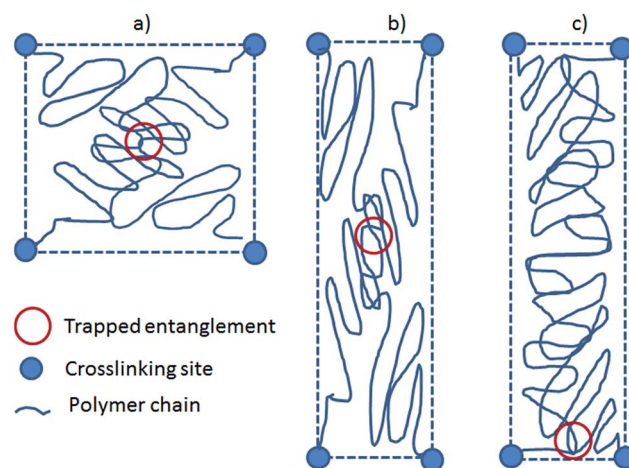 a)
b)
c)
Trapped entanglement
Crosslinking site
Polymer chain